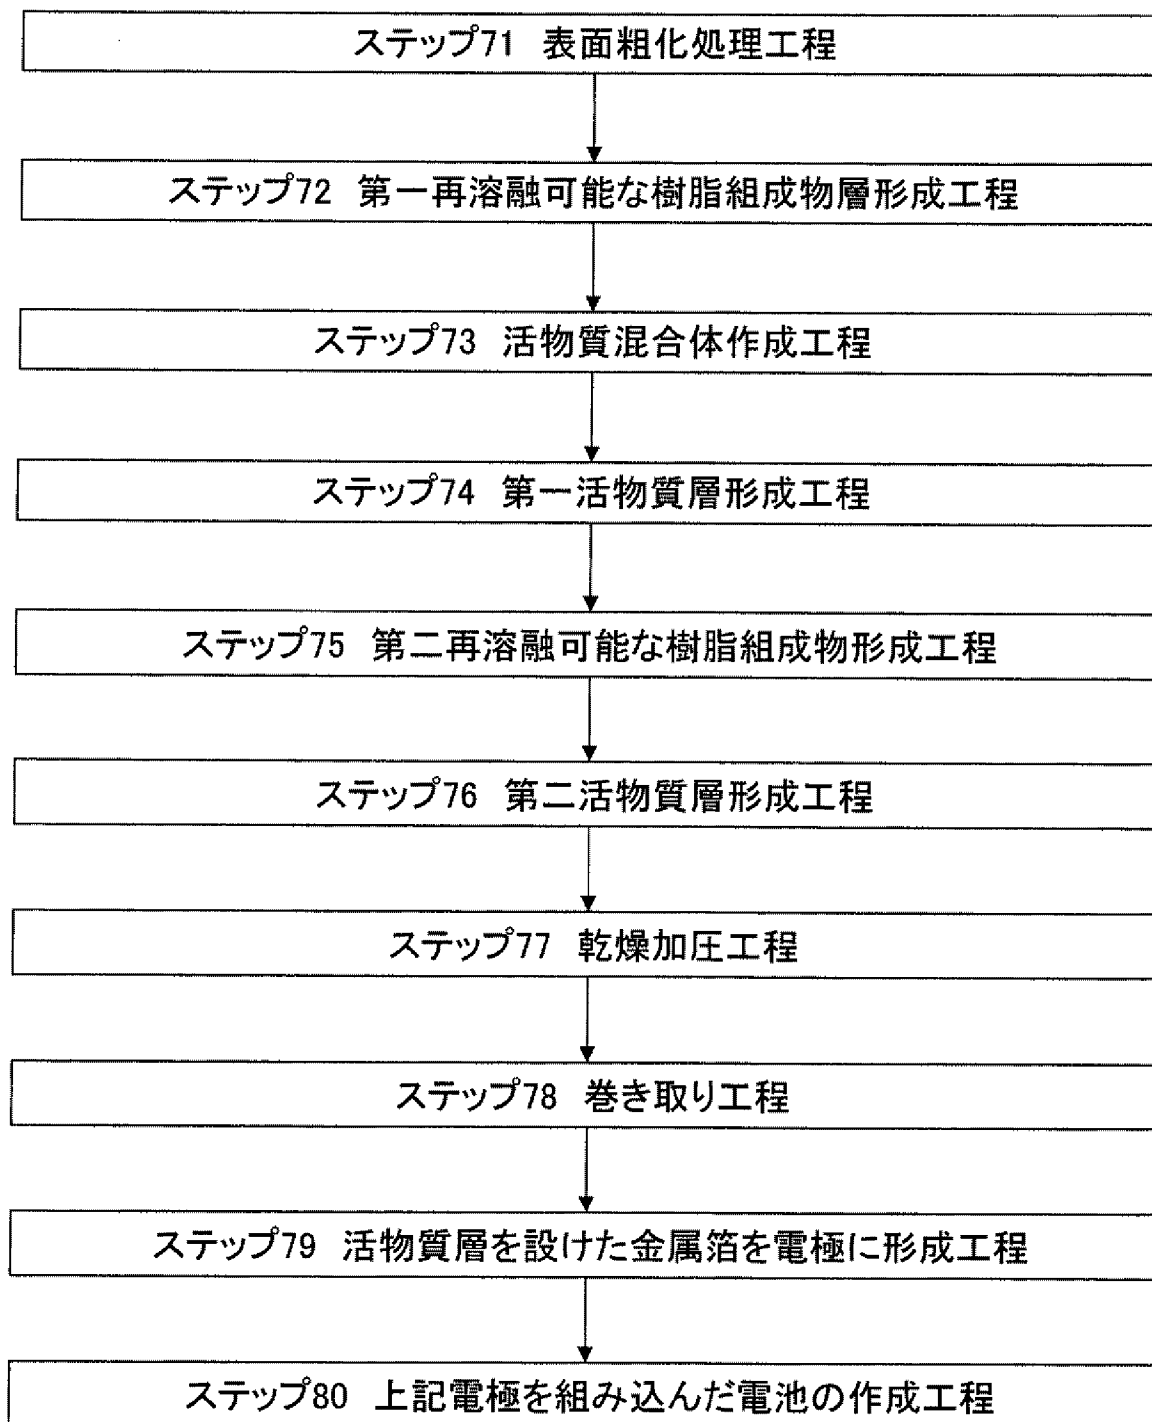 ステップ71 表面粗化処理工程
ステップ72 第一再溶融可能な樹脂組成物層形成工程
ステップ73 活物質混合体作成工程
ステップ74 第一活物質層形成工程
ステップ75 第二再溶融可能な樹脂組成物形成工程
ステップ76 第二活物質層形成工程
ステップ77 乾燥加圧工程
ステップ78 巻き取り工程
ステップ79 活物質層を設けた金属箔を電極に形成工程
ステップ80 上記電極を組み込んだ電池の作成工程